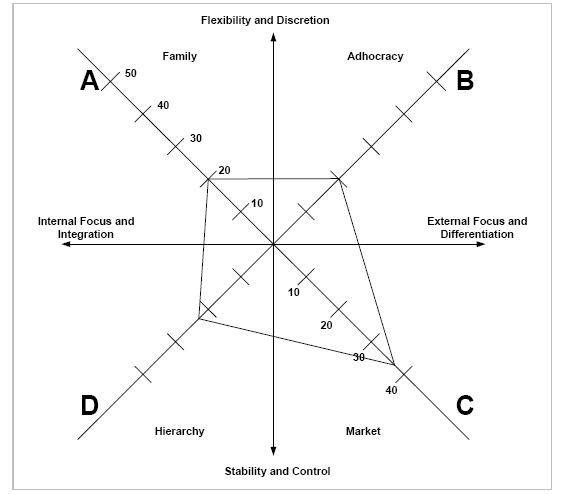 Flexibility and Discretion
Family
Adhocracy
A
50
B
40
30
20
10
Internal Focus and
Integration
External Focus and
Differentiation
10
20
30
40
D
C
Hierarchy
Market
Stability and Control